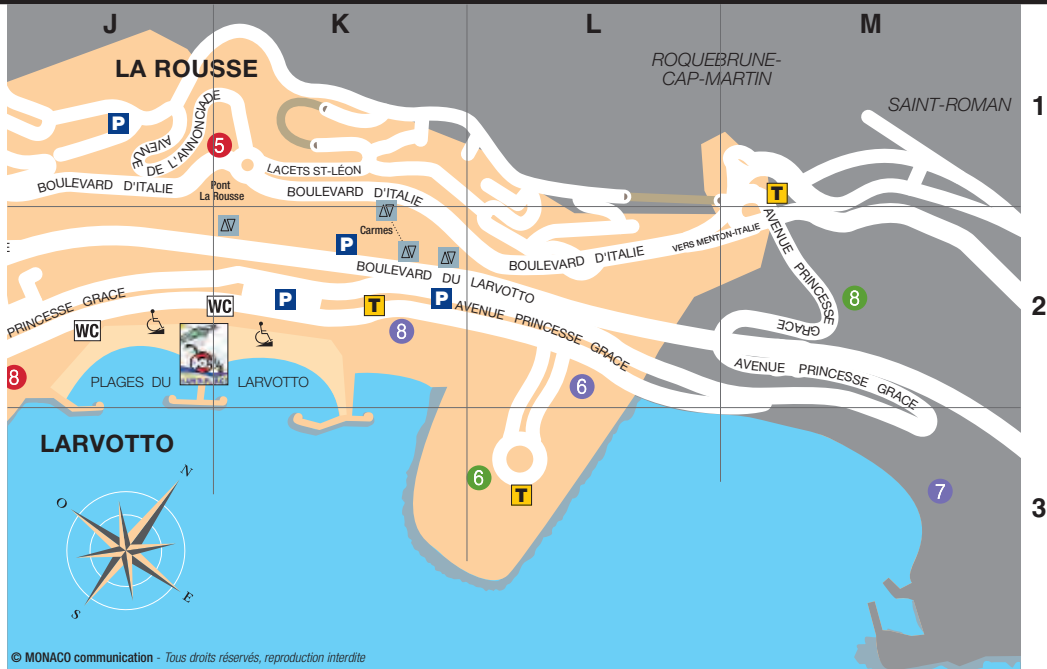 J K L M
LA ROUSSE
ROQUEBRUNE-
CAP-MARTIN
SAINT-ROMAN
1
P
AVENUE DE L'ANNONCIADE
5
LACETS ST-LÉON
BOULEVARD D'ITALIE
Pont
La Rousse
BOULEVARD D'ITALIE
T
Carmes
P
BOULEVARD D'ITALIE
VERS MENTON-ITALIE
AVENUE PRINCESSE GRACE
E
BOULEVARD DU LARVOTTO
8
2
PRINCESSE GRACE
WC
WC
P
T
P
AVENUE PRINCESSE GRACE
8
AVENUE PRINCESSE GRACE
8
PLAGES DU LARVOTTO
6
LARVOTTO
N
O
E
S
6
T
7
3
© MONACO communication - Tous droits réservés, reproduction interdite